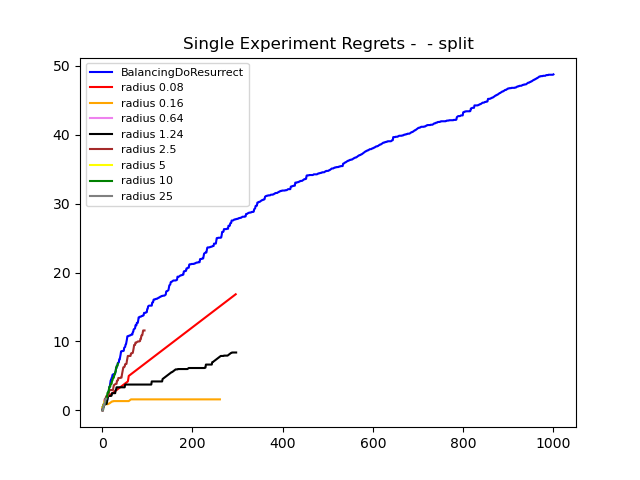 Single Experiment Regrets -  - split
BalancingDoResurrect
radius 0.08
radius 0.16
radius 0.64
radius 1.24
radius 2.5
radius 5
radius 10
radius 25
50
40
30
20
10
0
0 200 400 600 800 1000